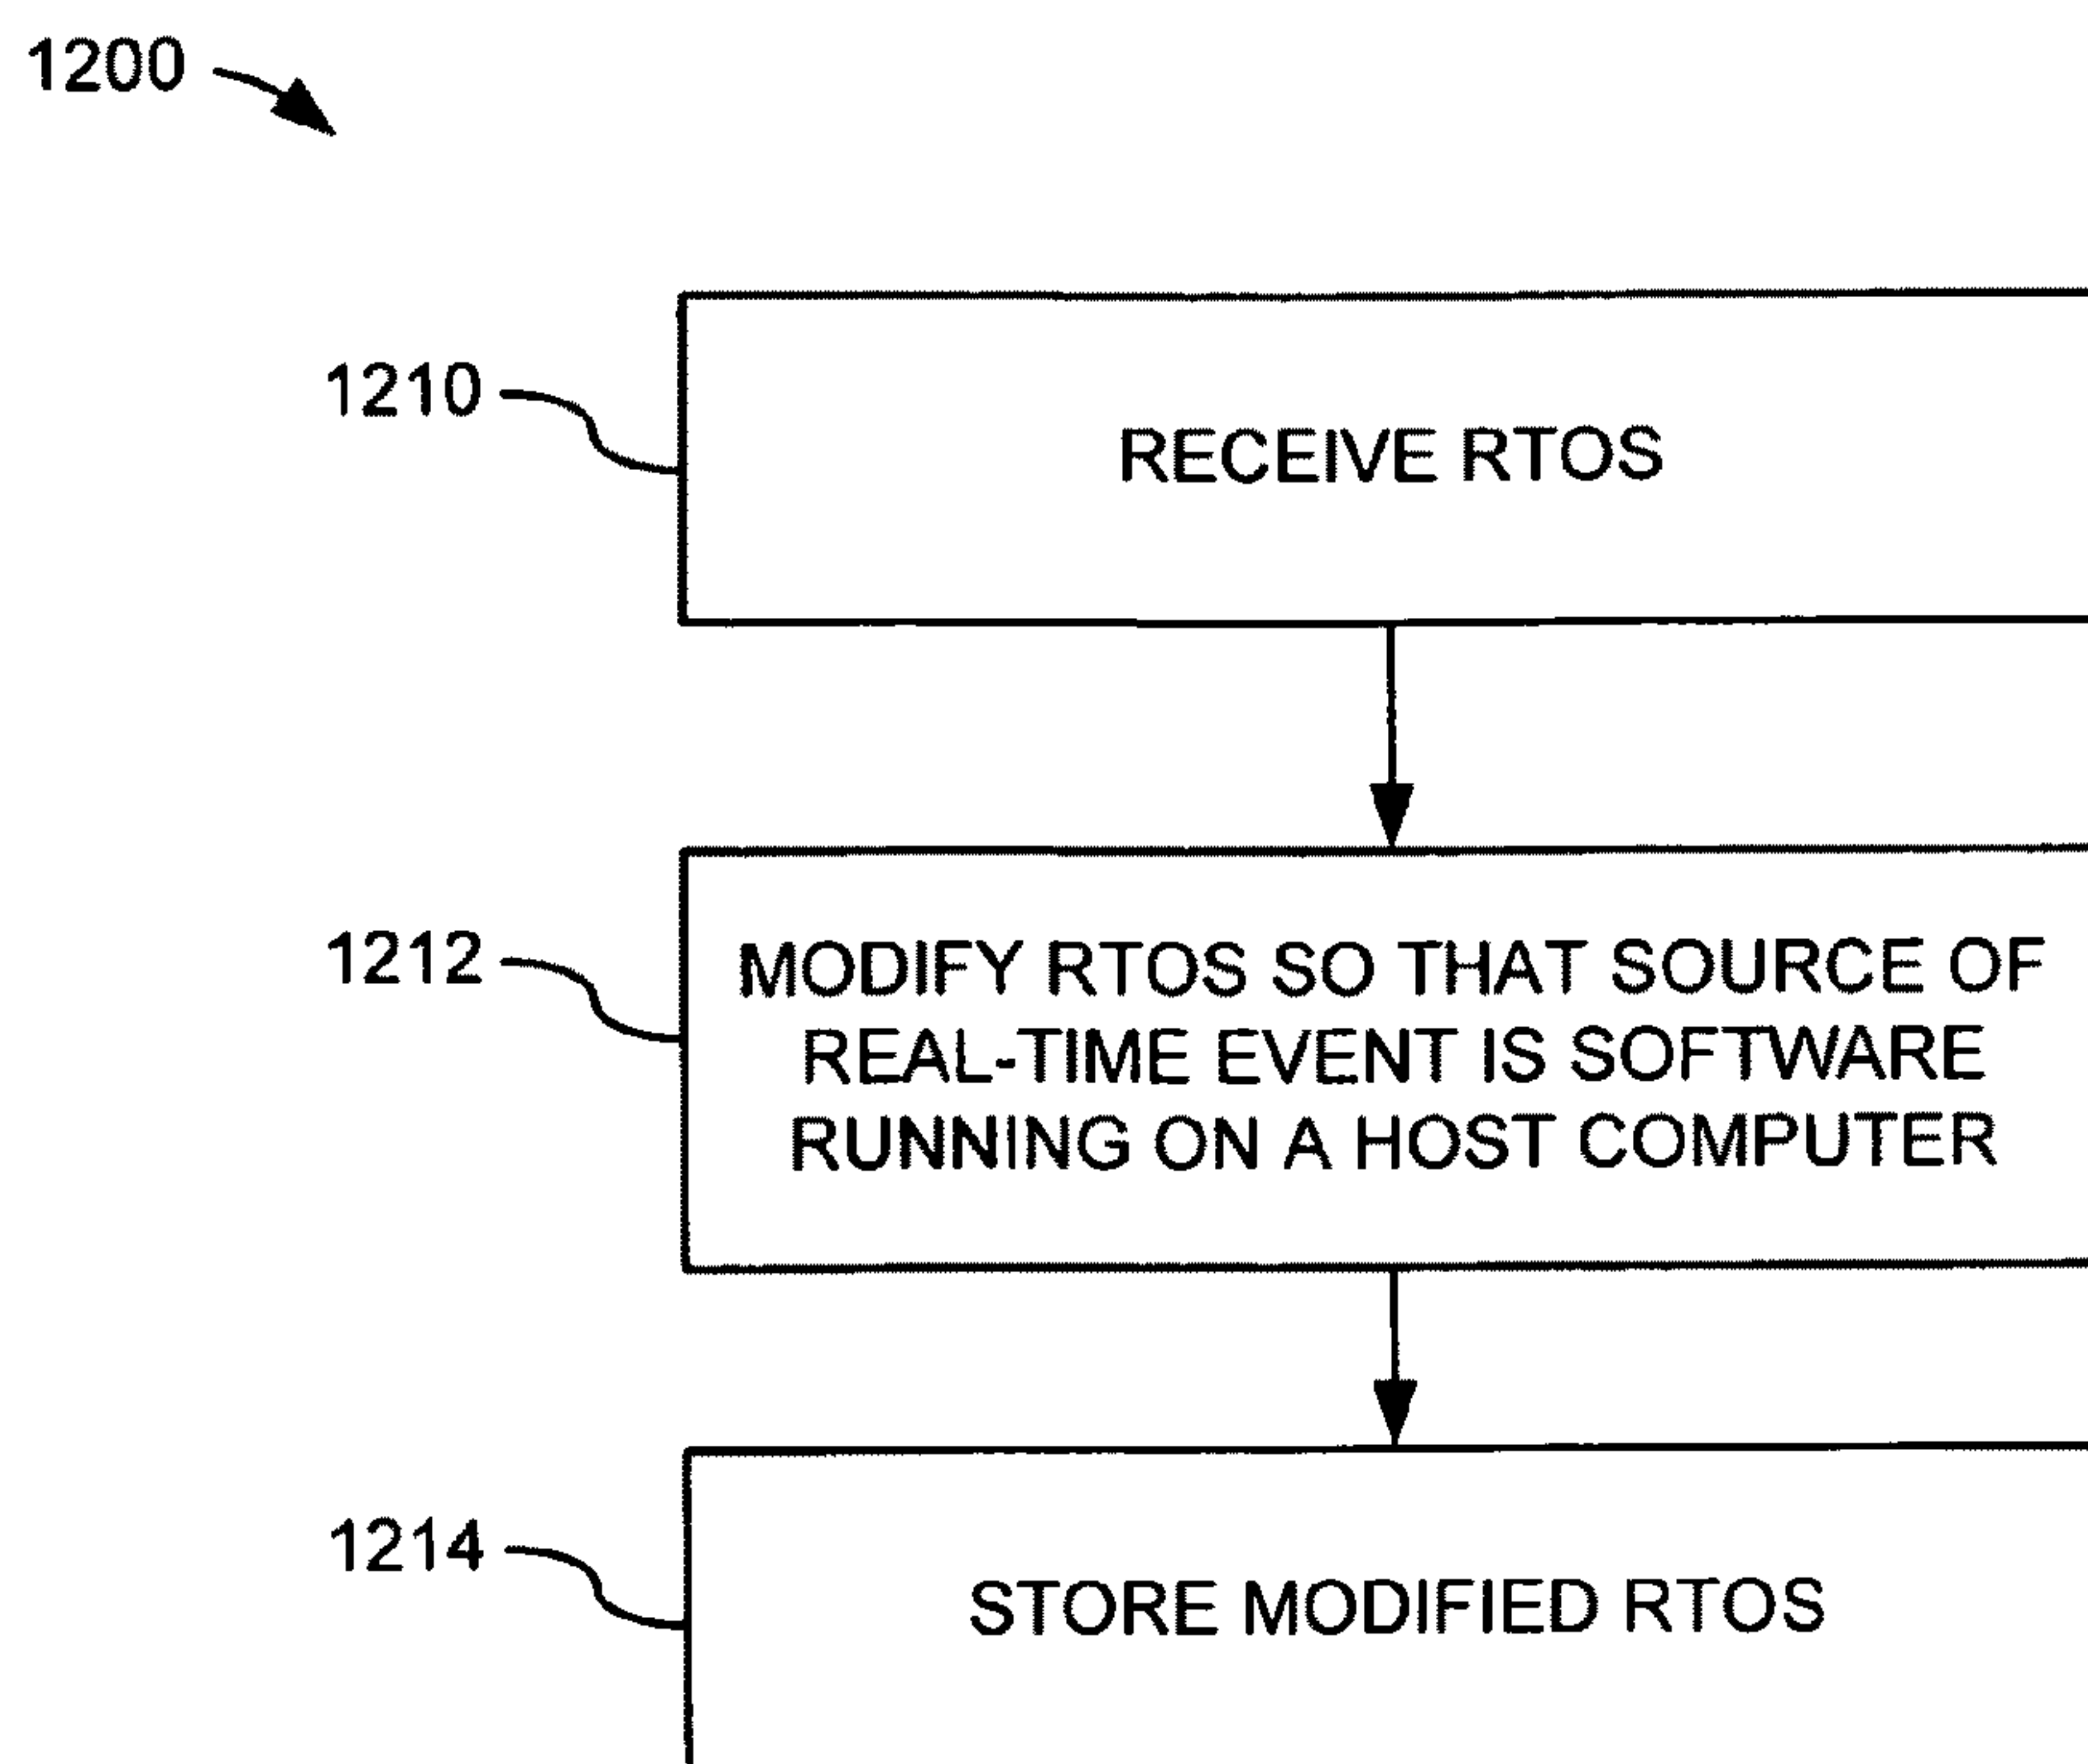 1200
1210
RECEIVE RTOS
1212
MODIFY RTOS SO THAT SOURCE OF
REAL-TIME EVENT IS SOFTWARE
RUNNING ON A HOST COMPUTER
1214
STORE MODIFIED RTOS